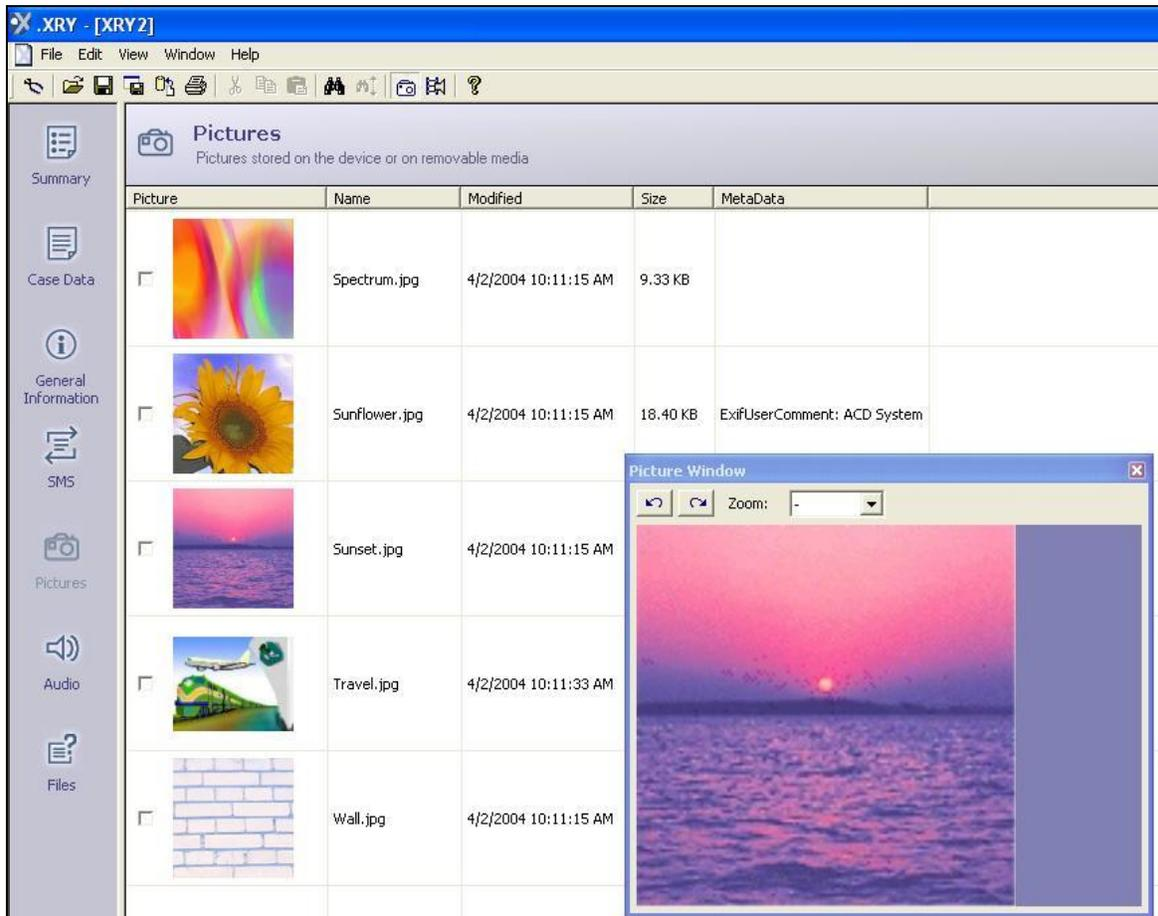 .XRY - [XRY2]
File Edit View Window Help
Pictures
Pictures stored on the device or on removable media
Summary
Case Data
General
Information
SMS
Pictures
Audio
Files
Picture Name Modified Size MetaData
Spectrum.jpg 4/2/2004 10:11:15 AM 9.33 KB
Sunflower.jpg 4/2/2004 10:11:15 AM 18.40 KB ExifUserComment: ACD System
Sunset.jpg 4/2/2004 10:11:15 AM
Travel.jpg 4/2/2004 10:11:33 AM
Wall.jpg 4/2/2004 10:11:15 AM
Picture Window
Zoom: -